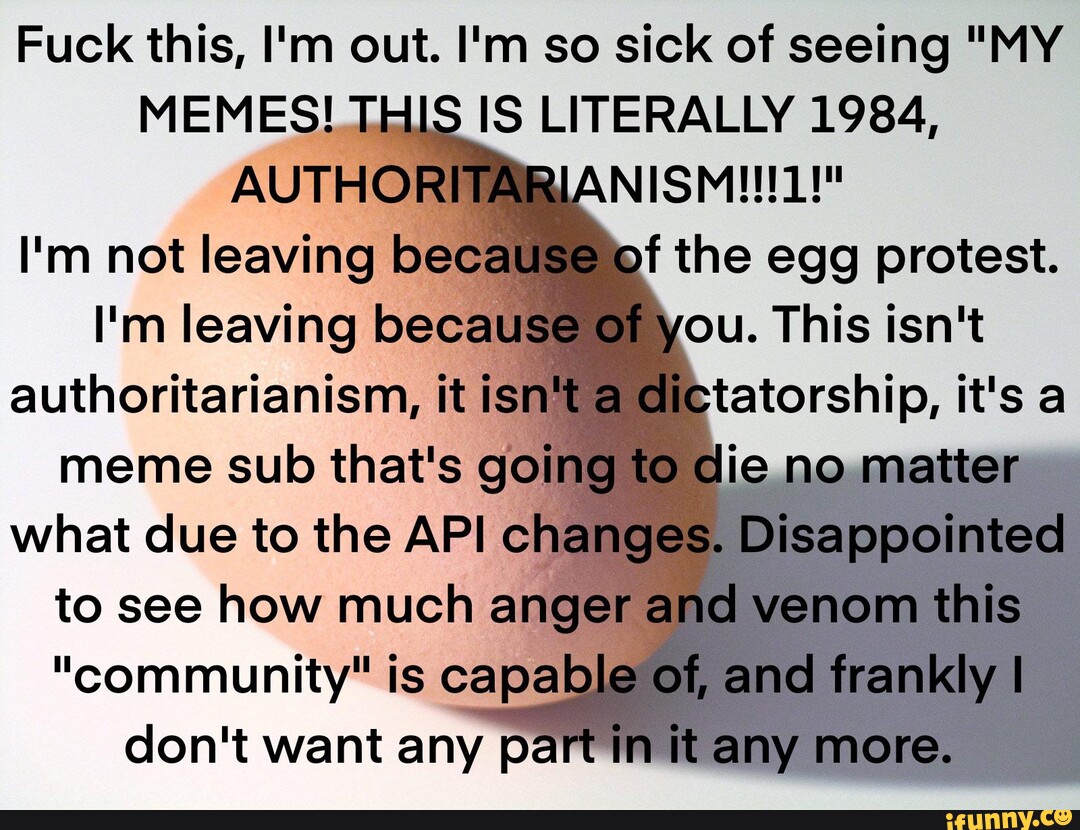 Fuck this, I'm out. I'm so sick of seeing "MY
MEMES! THIS IS LITERALLY 1984,
AUTHORITARIANISM!!!1!"
I'm not leaving because of the egg protest.
I'm leaving because of you. This isn't
authoritarianism, it isn't a dictatorship, it's a
meme sub that's going to die no matter
what due to the API changes. Disappointed
to see how much anger and venom this
"community" is capable of, and frankly I
don't want any part in it any more.
ifunny.co